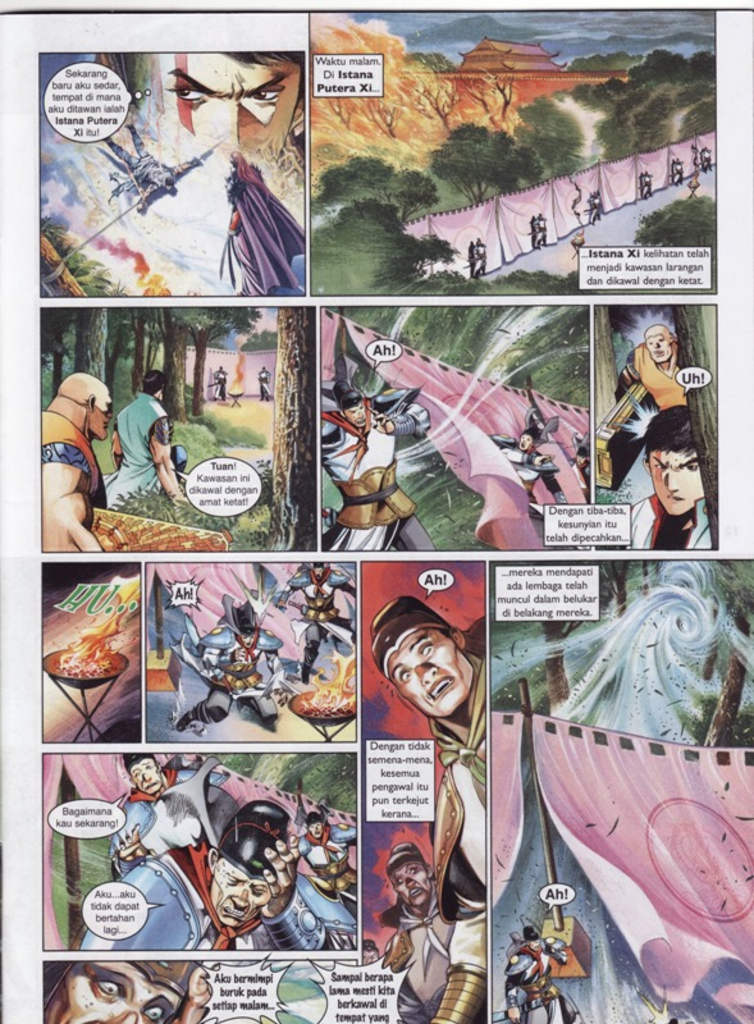 Sekarang
baru aku sedar,
tempat di mana
aku ditawan ialah
Istana Putera
Xi itu!
Waktu malam.
Di Istana
Putera Xi...
...Istana Xi kelihatan telah
menjadi kawasan larangan
dan dikawal dengan ketat.
Tuan!
Kawasan ini
dikawal dengan
amat ketat!
Ah!
Dengan tiba-tiba,
kesunyian itu
telah dipecahkan...
Uh!
HU...
Ah!
Ah!
Dengan tidak
semena-mena,
kesemua
pengawal itu
pun terkejut
kerana...
...mereka mendapati
ada lembaga telah
muncul dalam belukar
di belakang mereka.
Ah!
Bagaimana
kau sekarang!
Aku...aku
tidak dapat
bertahan
lagi...
Aku bermimpi
buruk pada
setiap malam...
Sampai berapa
lama mesti kita
berkawal di
tempat yang